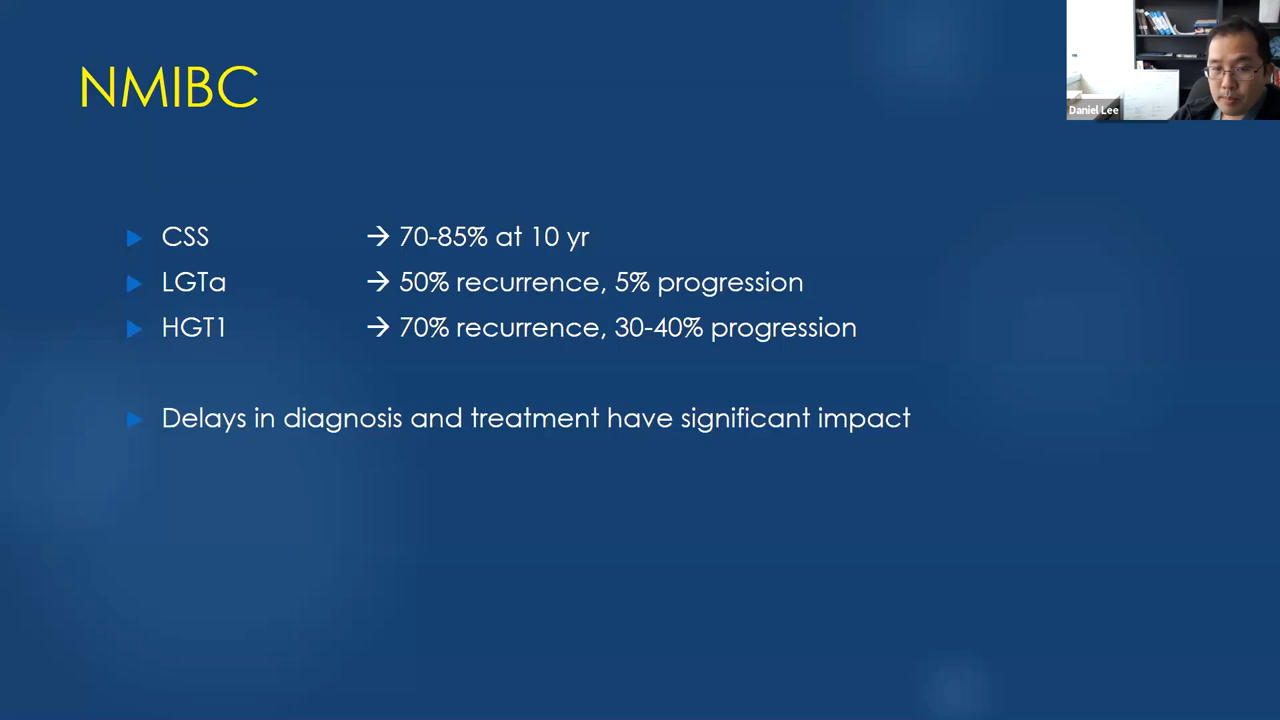 NMIBC
Daniel Lee
CSS → 70-85% at 10 yr
LGTa → 50% recurrence, 5% progression
HGT1 → 70% recurrence, 30-40% progression
Delays in diagnosis and treatment have significant impact